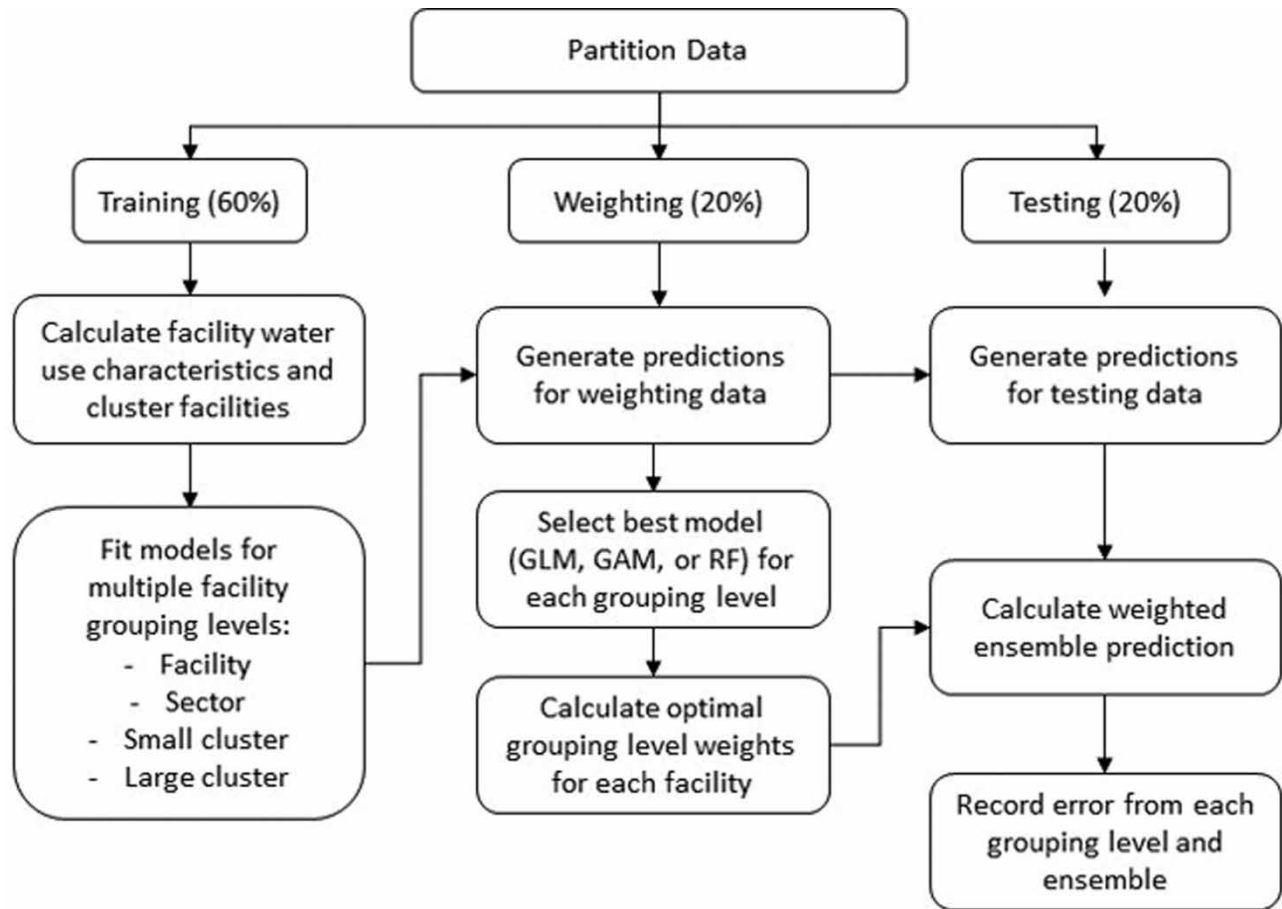 Partition Data
Training (60%)
Weighting (20%)
Testing (20%)
Calculate facility water
use characteristics and
cluster facilities
Fit models for
multiple facility
grouping levels:
- Facility
- Sector
- Small cluster
- Large cluster
Generate predictions
for weighting data
Select best model
(GLM, GAM, or RF) for
each grouping level
Calculate optimal
grouping level weights
for each facility
Generate predictions
for testing data
Calculate weighted
ensemble prediction
Record error from each
grouping level and
ensemble